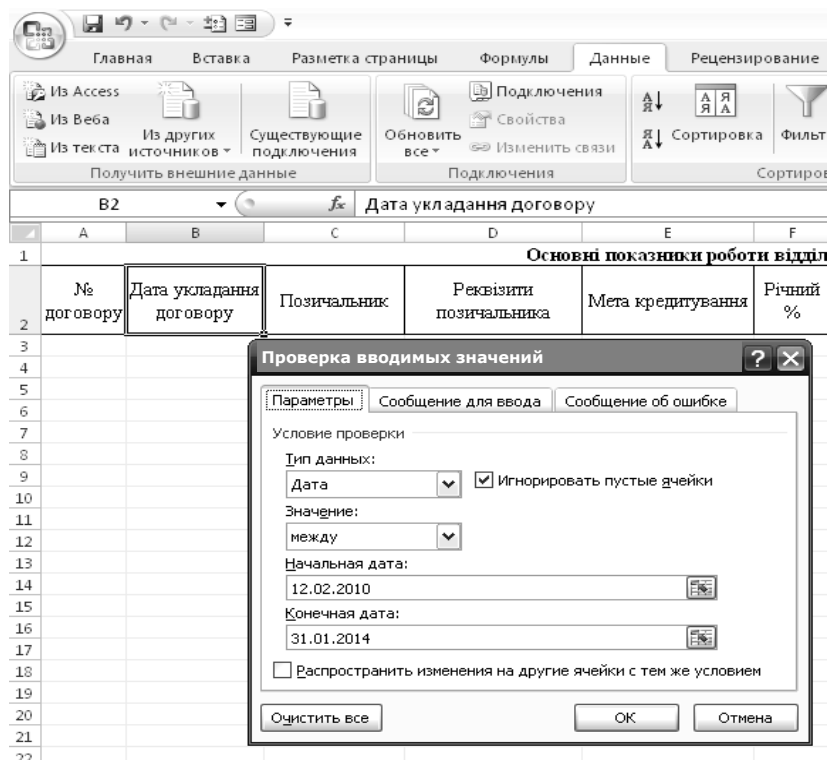 Главная Вставка Разметка страницы Формулы Данные Рецензирование
Из Access
Из Веба
Из текста
Из других
источников
Существующие
подключения
Получить внешние данные
Обновить
все
Подключения
Свойства
Изменить связи
Подключения
Сортировка
Фильт
Сортиров
B2
fx
Дата укладання договору
A B C D E F
1 Основні показники роботи відділ
2 № договору
Дата укладання
договору
Позичальник
Реквізити
позичальника
Мета кредитування
Річний
%
3
4
5
6
7
8
9
10
11
12
13
14
15
16
17
18
19
20
21
22
Проверка вводимых значений
Параметры Сообщение для ввода Сообщение об ошибке
Условие проверки
Тип данных:
Дата
Игнорировать пустые ячейки
Значение:
между
Начальная дата:
12.02.2010
Конечная дата:
31.01.2014
Распространить изменения на другие ячейки с тем же условием
Очистить все ОК Отмена